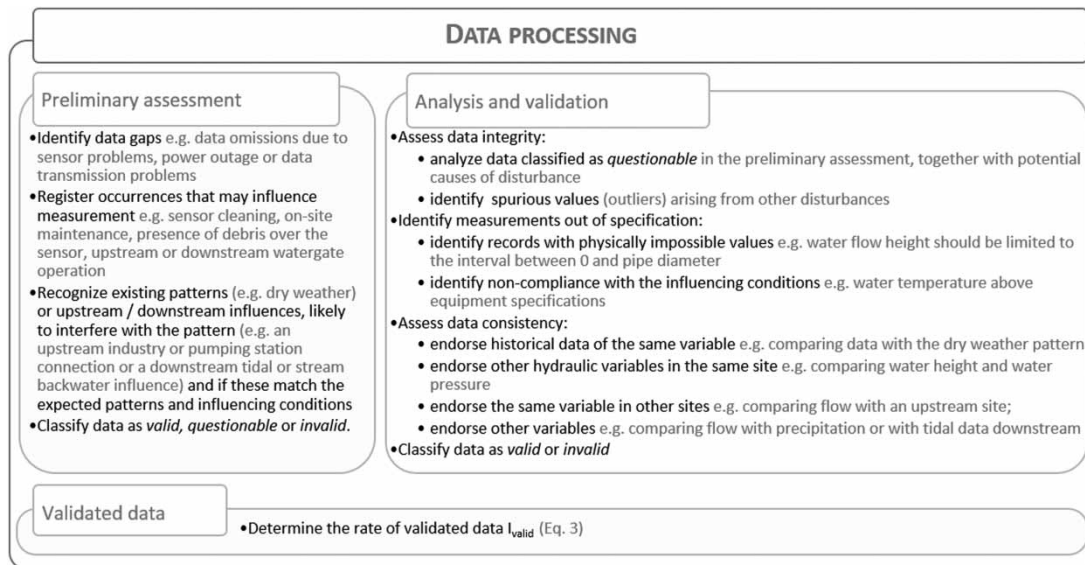 DATA PROCESSING
Preliminary assessment
•Identify data gaps e.g. data omissions due to
sensor problems, power outage or data
transmission problems
•Register occurrences that may influence
measurement e.g. sensor cleaning, on-site
maintenance, presence of debris over the
sensor, upstream or downstream watergate
operation
•Recognize existing patterns (e.g. dry weather)
or upstream / downstream influences, likely
to interfere with the pattern (e.g. an
upstream industry or pumping station
connection or a downstream tidal or stream
backwater influence) and if these match the
expected patterns and influencing conditions
•Classify data as valid, questionable or invalid.
Analysis and validation
•Assess data integrity:
• analyze data classified as questionable in the preliminary assessment, together with potential
causes of disturbance
• identify spurious values (outliers) arising from other disturbances
•Identify measurements out of specification:
• identify records with physically impossible values e.g. water flow height should be limited to
the interval between 0 and pipe diameter
• identify non-compliance with the influencing conditions e.g. water temperature above
equipment specifications
•Assess data consistency:
• endorse historical data of the same variable e.g. comparing data with the dry weather pattern
• endorse other hydraulic variables in the same site e.g. comparing water height and water
pressure
• endorse the same variable in other sites e.g. comparing flow with an upstream site;
• endorse other variables e.g. comparing flow with precipitation or with tidal data downstream
•Classify data as valid or invalid
Validated data
•Determine the rate of validated data Ivalid (Eq. 3)